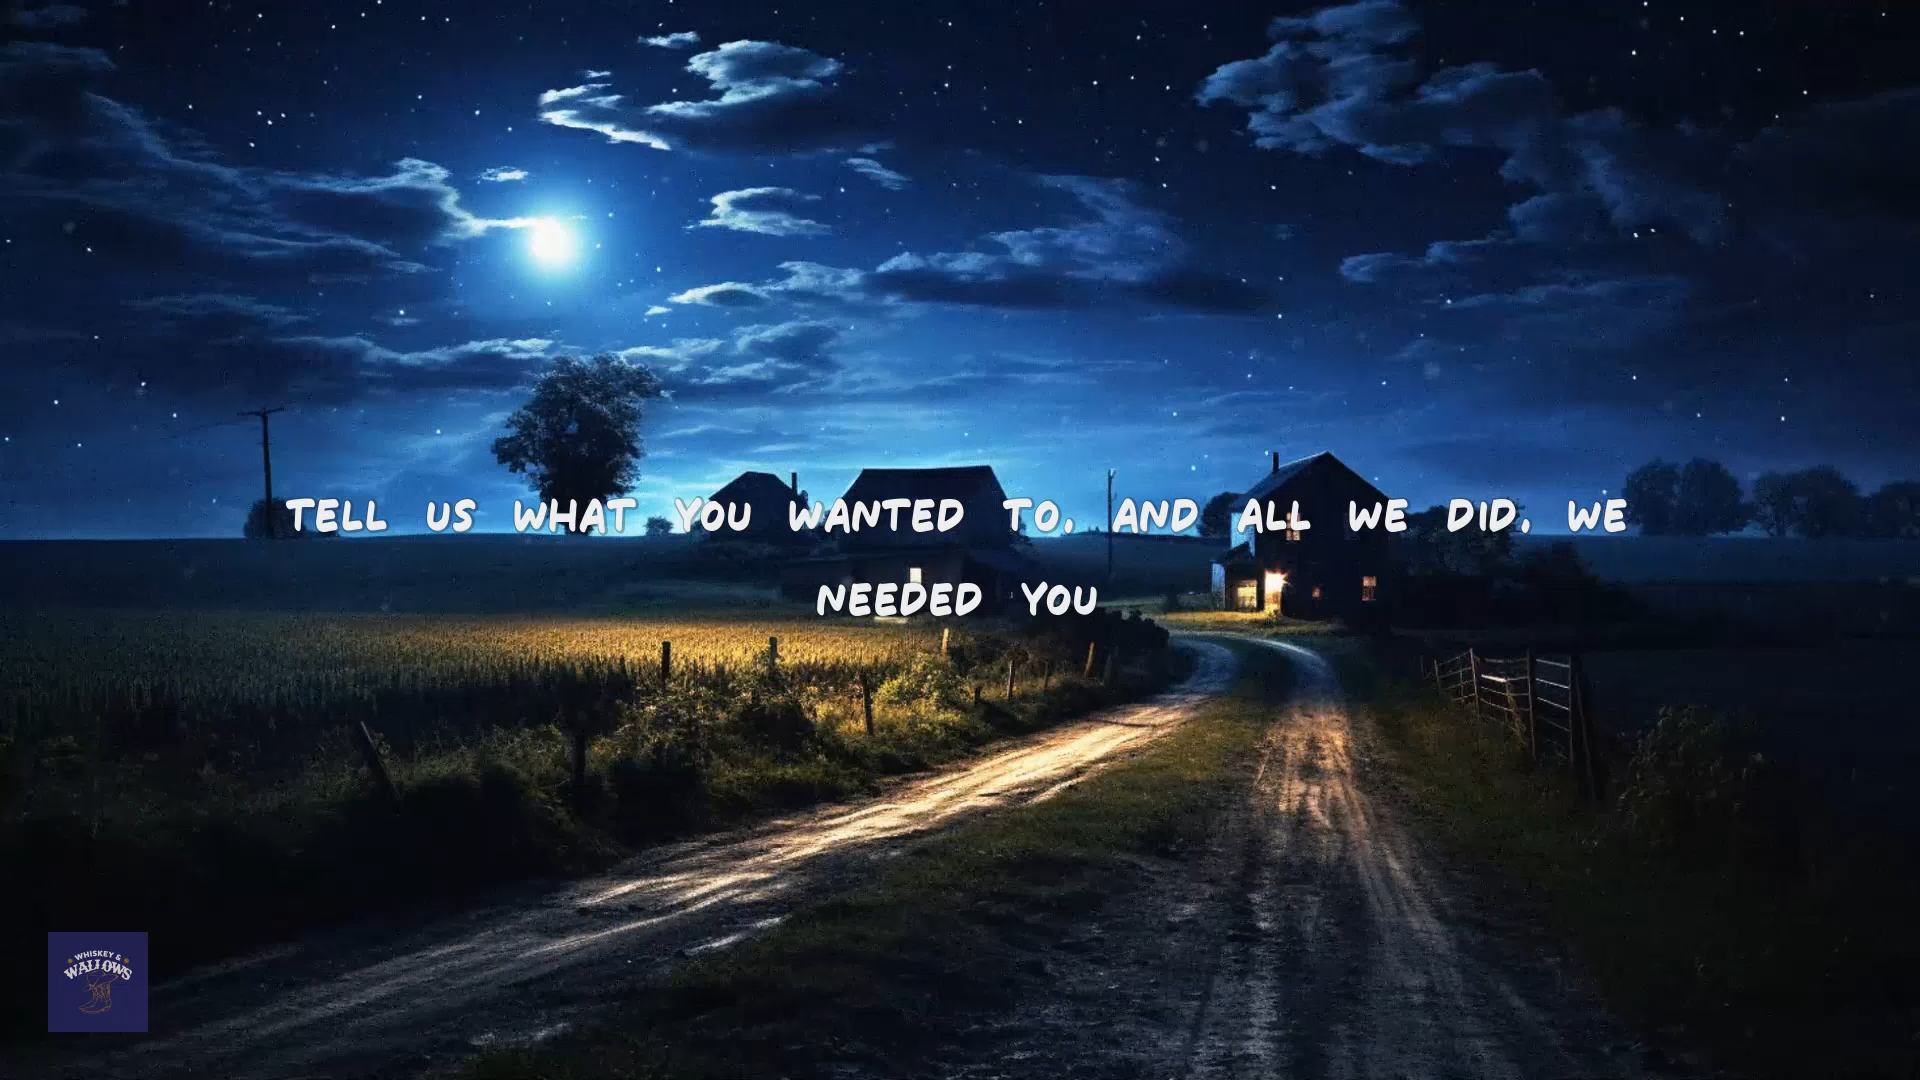 TELL US WHAT YOU WANTED TO, AND ALL WE DID, WE
NEEDED YOU
WHISKEY &
WALLOWS